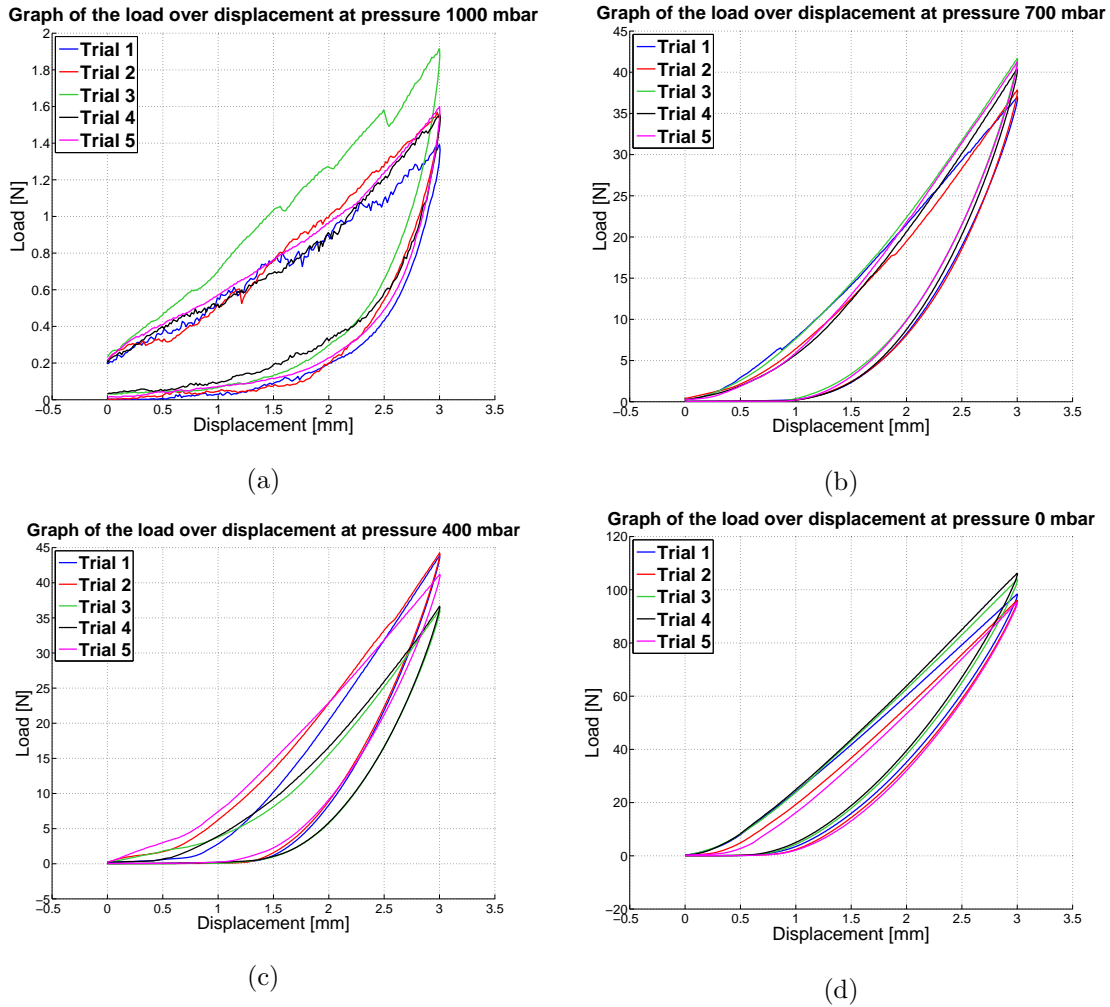 Graph of the load over displacement at pressure 1000 mbar
2
1.8
1.6
1.4
1.2
1
0.8
0.6
0.4
0.2
0
Load [N]
Trial 1
Trial 2
Trial 3
Trial 4
Trial 5
−0.5 0 0.5 1 1.5 2 2.5 3 3.5
Displacement [mm]
(a)
Graph of the load over displacement at pressure 700 mbar
45
40
35
30
25
20
15
10
5
0
Load [N]
Trial 1
Trial 2
Trial 3
Trial 4
Trial 5
−0.5 0 0.5 1 1.5 2 2.5 3 3.5
Displacement [mm]
(b)
Graph of the load over displacement at pressure 400 mbar
45
40
35
30
25
20
15
10
5
0
−5
Load [N]
Trial 1
Trial 2
Trial 3
Trial 4
Trial 5
−0.5 0 0.5 1 1.5 2 2.5 3 3.5
Displacement [mm]
(c)
Graph of the load over displacement at pressure 0 mbar
120
100
80
60
40
20
0
−20
Load [N]
Trial 1
Trial 2
Trial 3
Trial 4
Trial 5
−0.5 0 0.5 1 1.5 2 2.5 3 3.5
Displacement [mm]
(d)